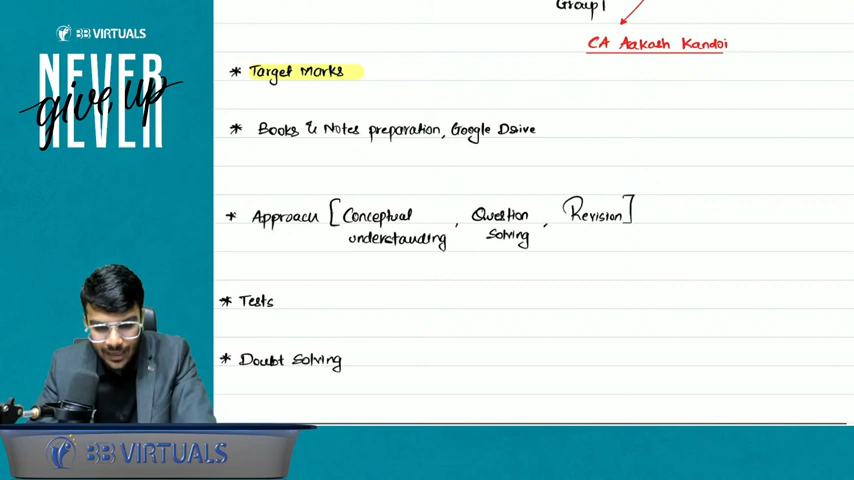 Group 1
BB VIRTUALS
CA Aakash Kandoi
NEVER
give up
NEVER
* Target Marks
* Books & Notes preparation, Google Drive
* Approach [Conceptual understanding, Question solving, Revision]
* Tests
* Doubt Solving
BB VIRTUALS